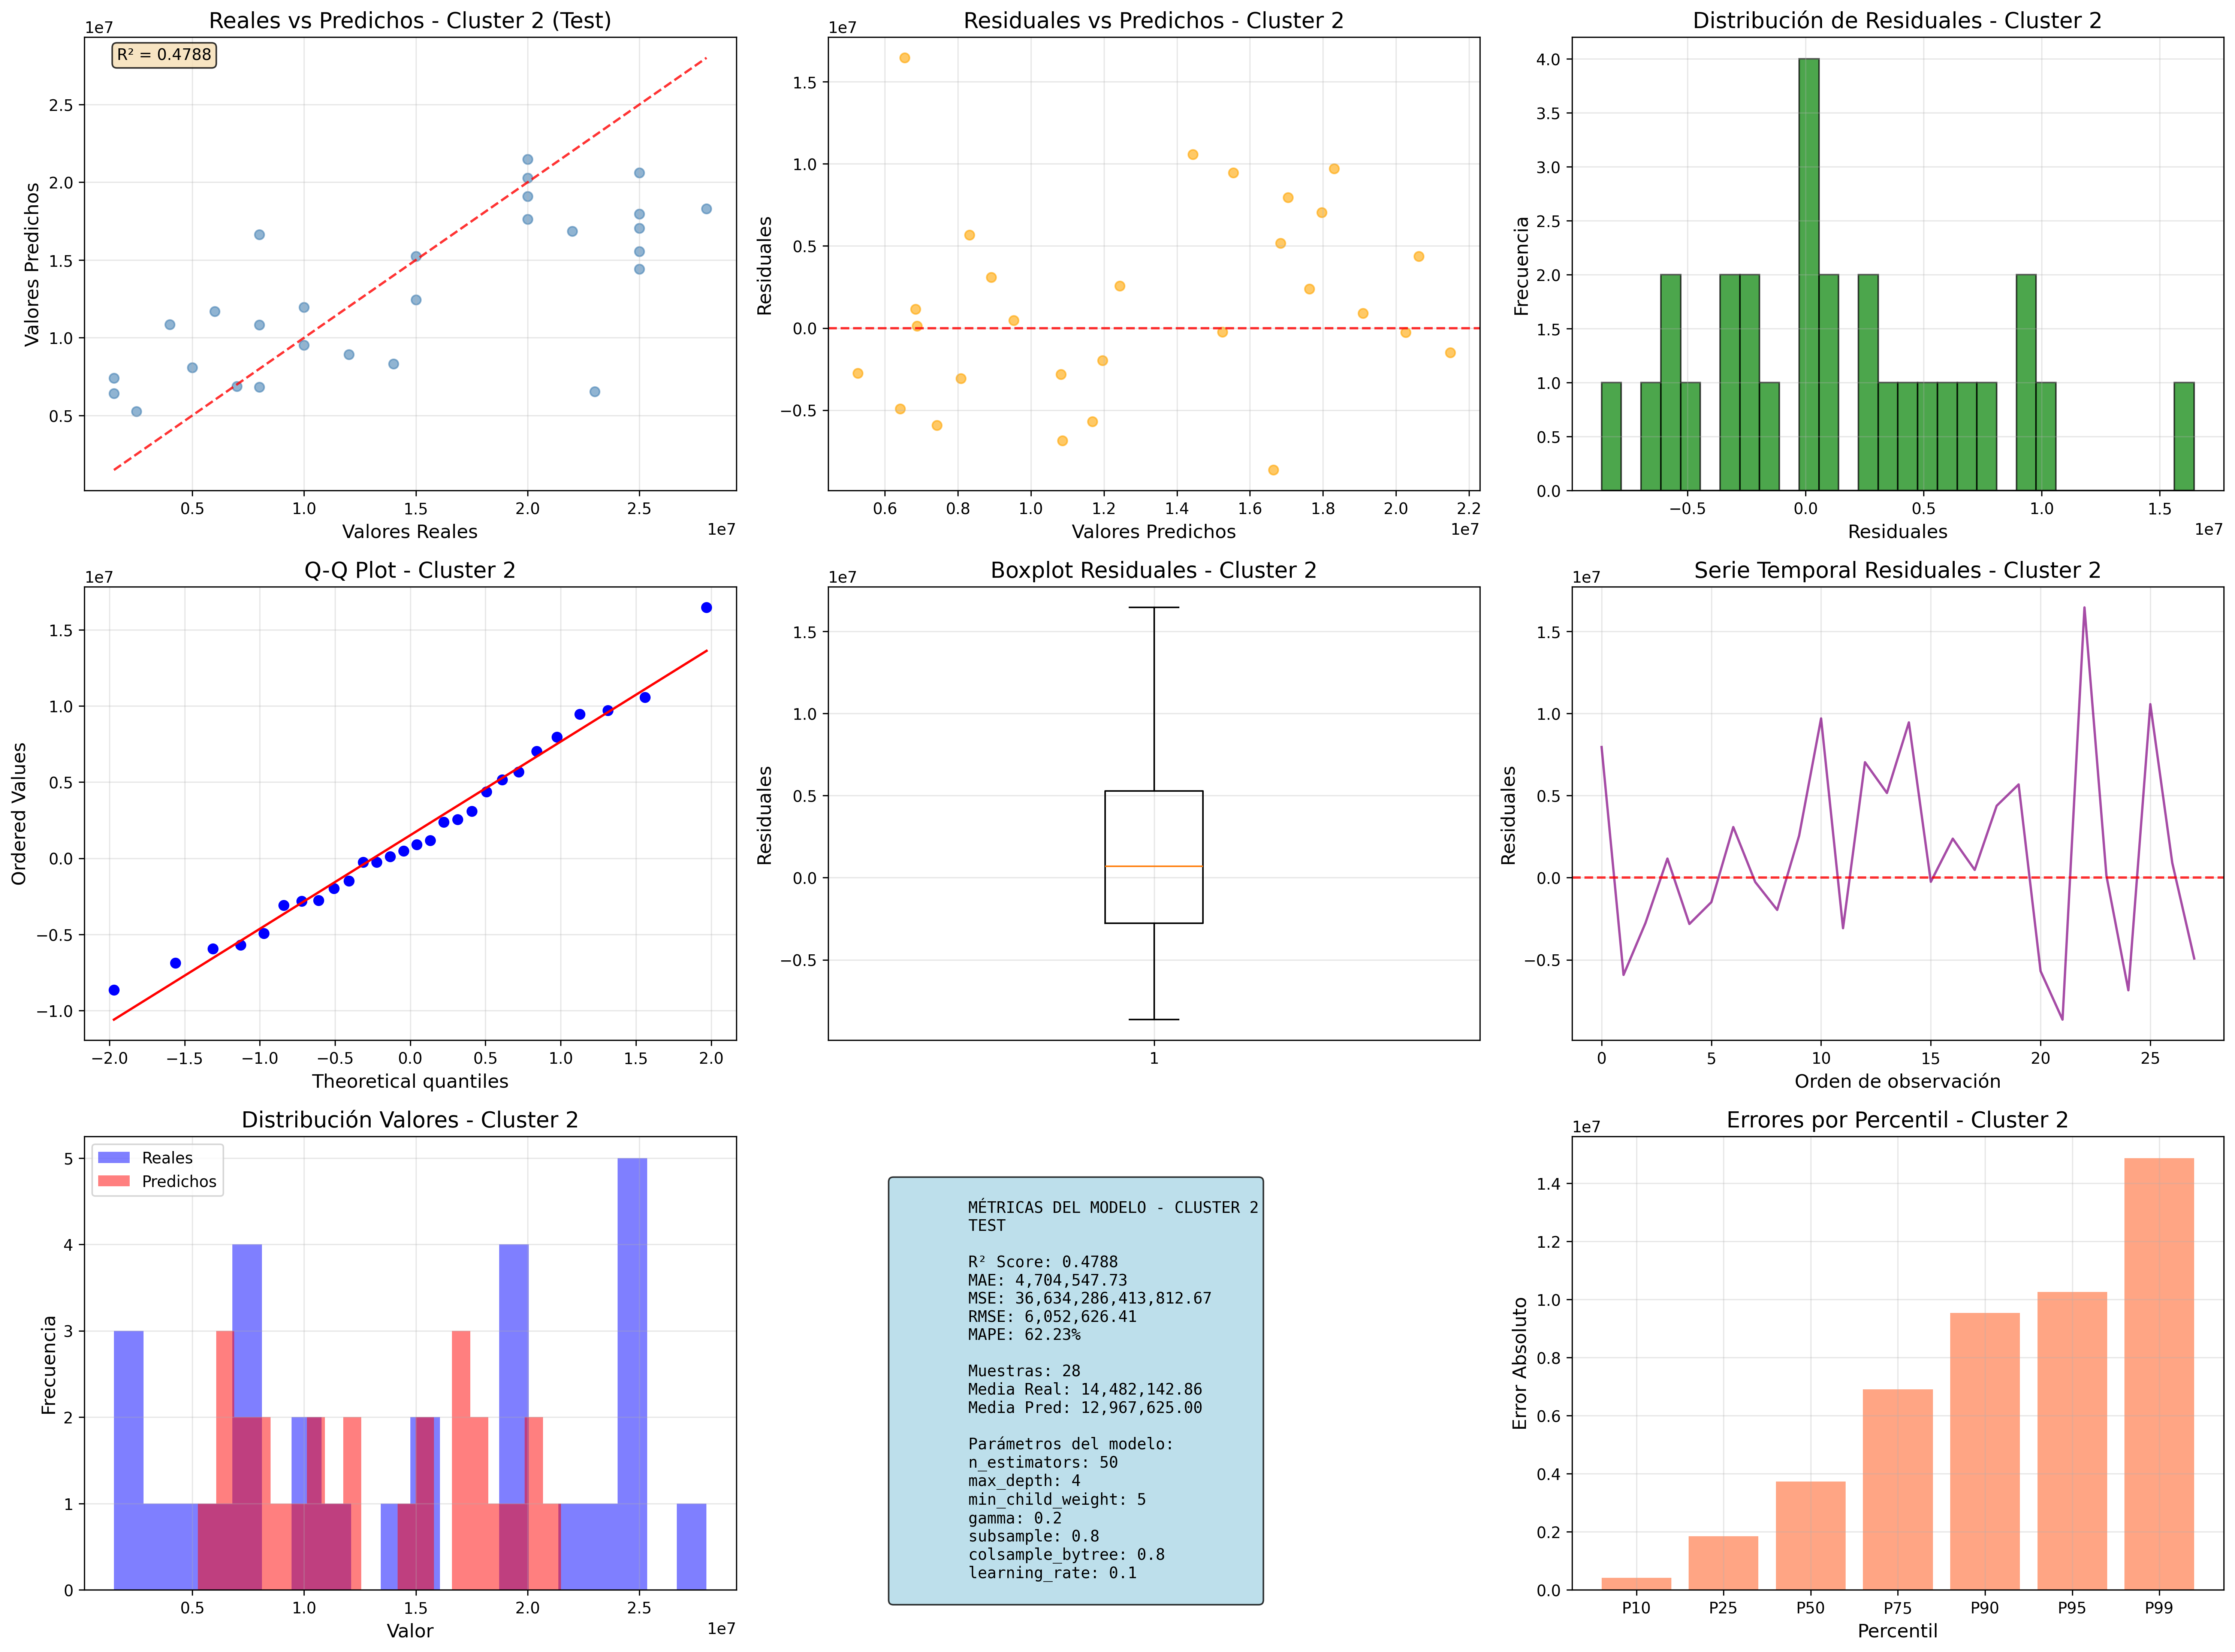 Reales vs Predichos - Cluster 2 (Test)
1e7
R² = 0.4788
2.5
2.0
1.5
1.0
0.5
Valores Predichos
0.5 1.0 1.5 2.0 2.5
1e7
Valores Reales
Residuales vs Predichos - Cluster 2
1e7
1.5
1.0
0.5
0.0
−0.5
Residuales
0.6 0.8 1.0 1.2 1.4 1.6 1.8 2.0 2.2
1e7
Valores Predichos
Distribución de Residuales - Cluster 2
4.0
3.5
3.0
2.5
2.0
1.5
1.0
0.5
0.0
Frecuencia
−0.5 0.0 0.5 1.0 1.5
1e7
Residuales
Q-Q Plot - Cluster 2
1e7
1.5
1.0
0.5
0.0
−0.5
−1.0
Ordered Values
−2.0 −1.5 −1.0 −0.5 0.0 0.5 1.0 1.5 2.0
Theoretical quantiles
Boxplot Residuales - Cluster 2
1e7
1.5
1.0
0.5
0.0
−0.5
Residuales
1
Serie Temporal Residuales - Cluster 2
1e7
1.5
1.0
0.5
0.0
−0.5
Residuales
0 5 10 15 20 25
Orden de observación
Distribución Valores - Cluster 2
Reales
Predichos
5
4
3
2
1
0
Frecuencia
0.5 1.0 1.5 2.0 2.5
1e7
Valor
MÉTRICAS DEL MODELO - CLUSTER 2
TEST
R² Score: 0.4788
MAE: 4,704,547.73
MSE: 36,634,286,413,812.67
RMSE: 6,052,626.41
MAPE: 62.23%
Muestras: 28
Media Real: 14,482,142.86
Media Pred: 12,967,625.00
Parámetros del modelo:
n_estimators: 50
max_depth: 4
min_child_weight: 5
gamma: 0.2
subsample: 0.8
colsample_bytree: 0.8
learning_rate: 0.1
Errores por Percentil - Cluster 2
1e7
1.4
1.2
1.0
0.8
0.6
0.4
0.2
0.0
Error Absoluto
P10 P25 P50 P75 P90 P95 P99
Percentil